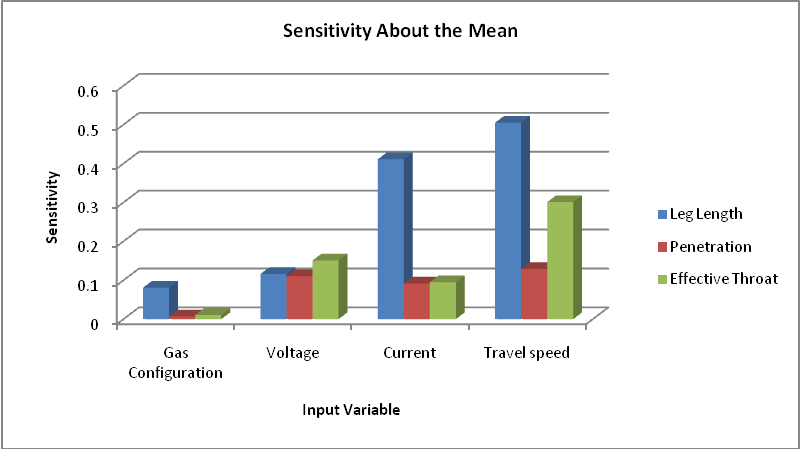 Sensitivity About the Mean
0.6
0.5
0.4
0.3
0.2
0.1
0
Sensitivity
Gas
Configuration
Voltage
Current
Travel speed
Input Variable
Leg Length
Penetration
Effective Throat